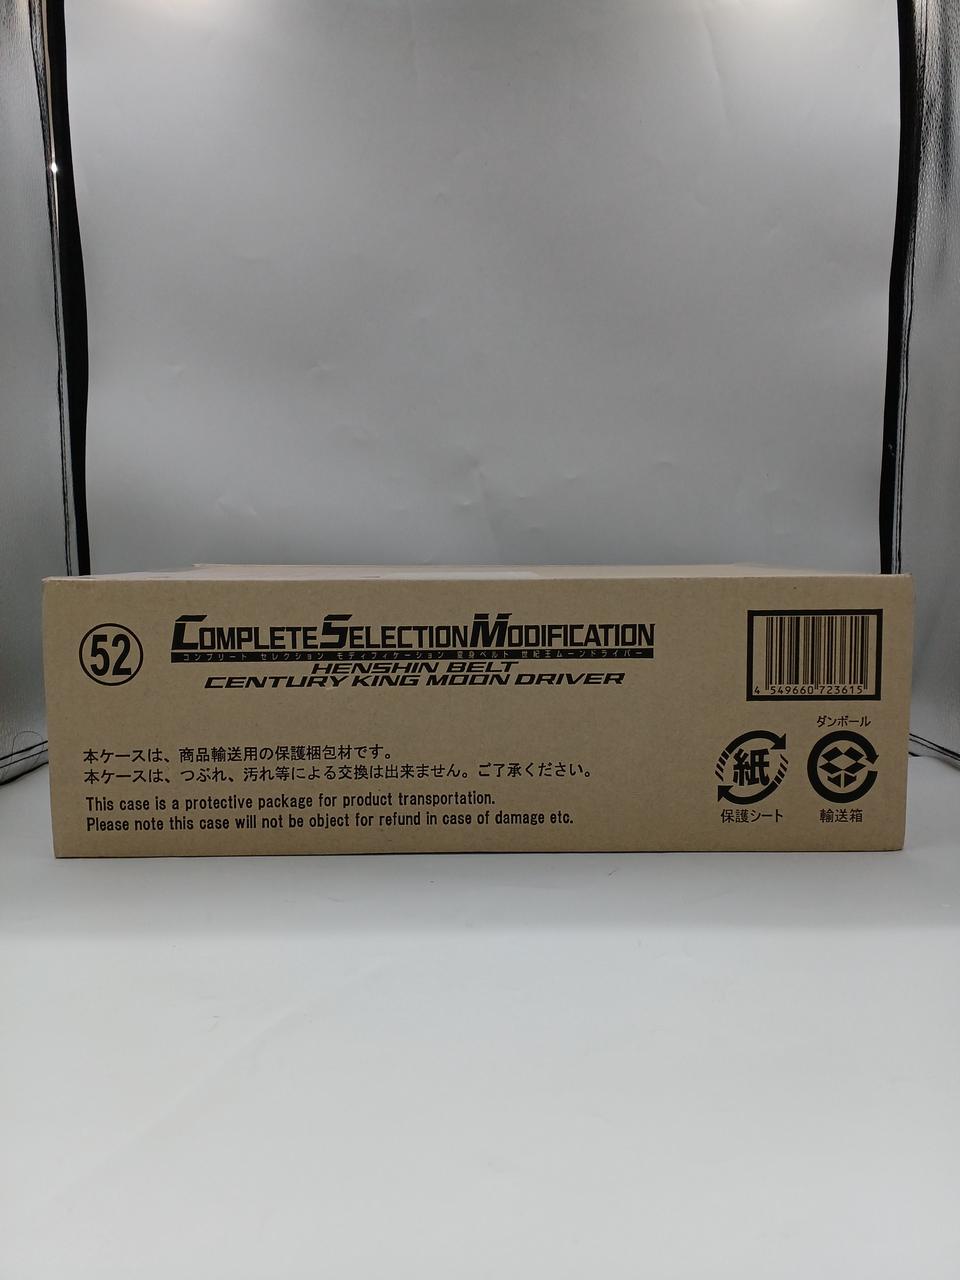 52
COMPLETE SELECTION MODIFICATION
コンプリート セレクション モディフィケーション 変身ベルト 世紀王ムーンドライバー
HENSHIN BELT
CENTURY KING MOON DRIVER
4 549660 723615
本ケースは、商品輸送用の保護梱包材です。
本ケースは、つぶれ、汚れ等による交換は出来ません。ご了承ください。
This case is a protective package for product transportation.
Please note this case will not be object for refund in case of damage etc.
紙
保護シート
ダンボール
輸送箱